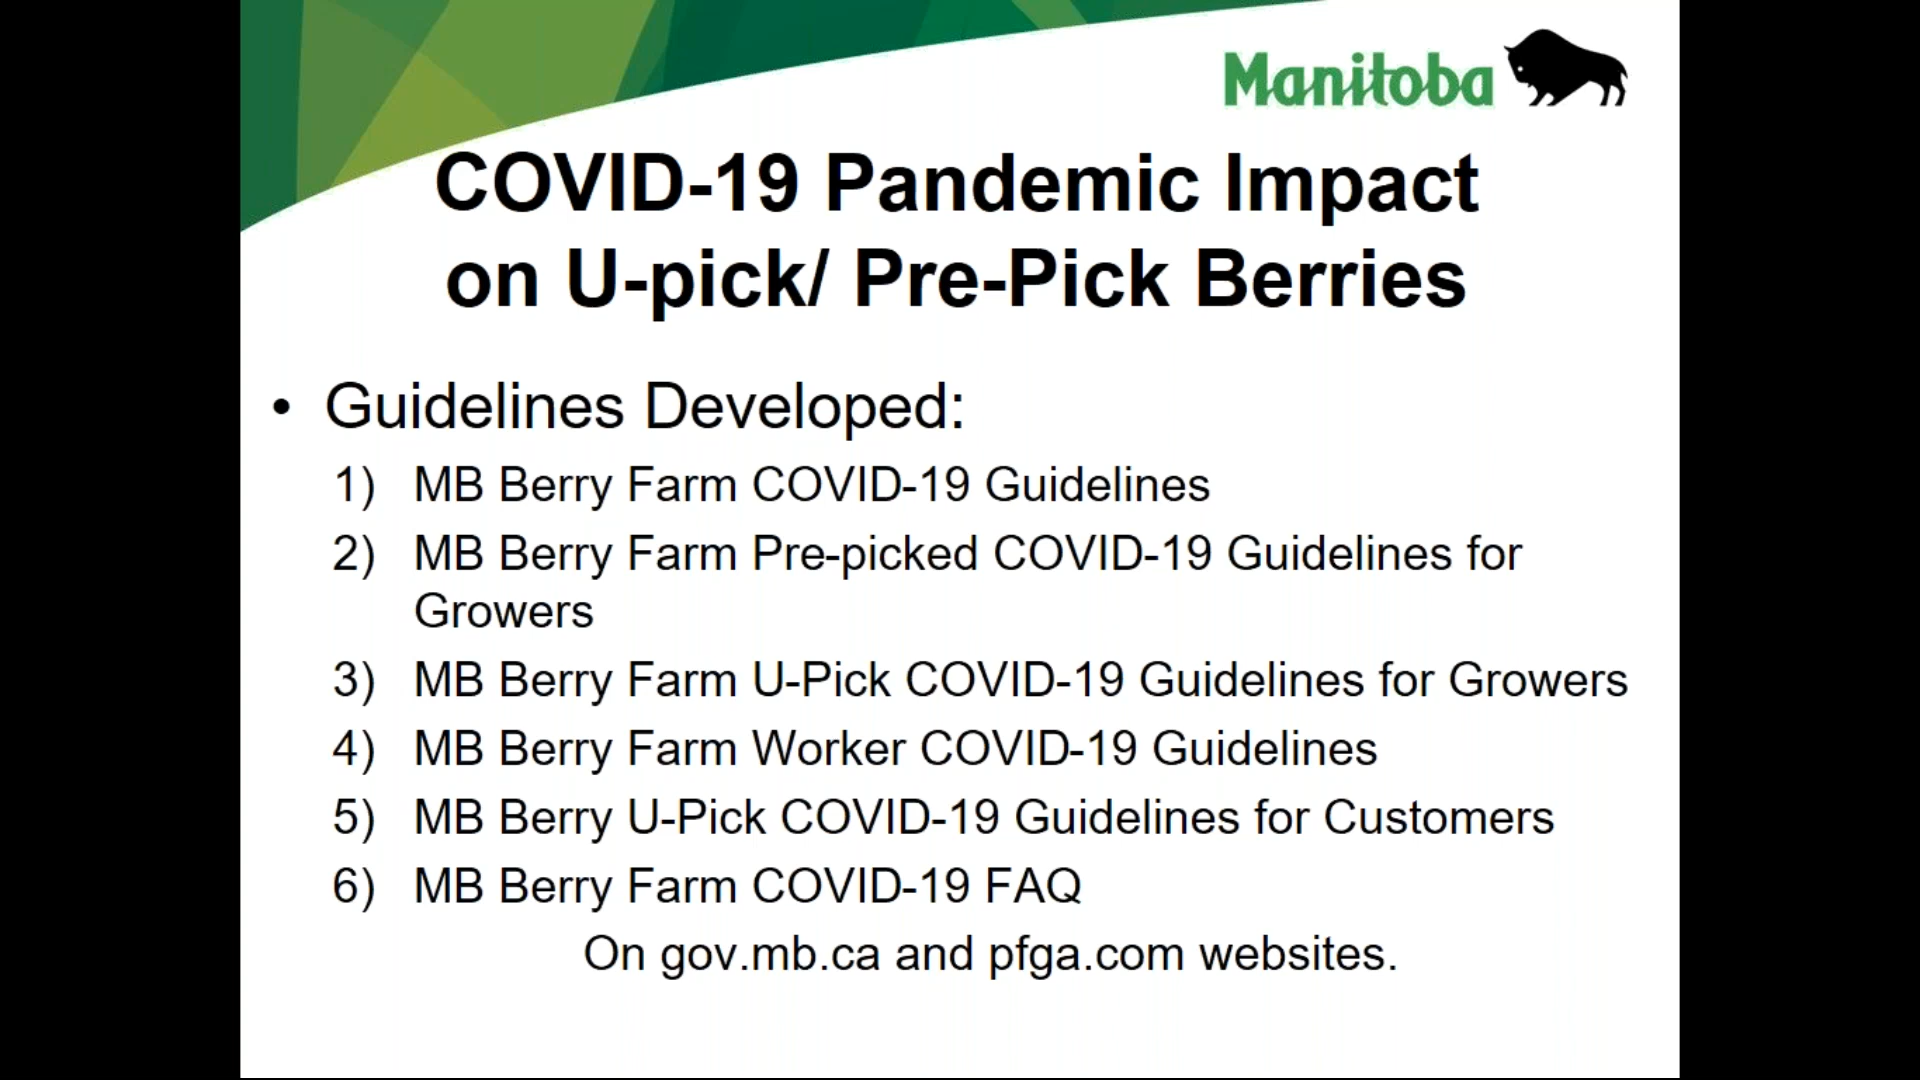 Manitoba
COVID-19 Pandemic Impact
on U-pick/ Pre-Pick Berries
• Guidelines Developed:
1) MB Berry Farm COVID-19 Guidelines
2) MB Berry Farm Pre-picked COVID-19 Guidelines for
Growers
3) MB Berry Farm U-Pick COVID-19 Guidelines for Growers
4) MB Berry Farm Worker COVID-19 Guidelines
5) MB Berry U-Pick COVID-19 Guidelines for Customers
6) MB Berry Farm COVID-19 FAQ
On gov.mb.ca and pfga.com websites.